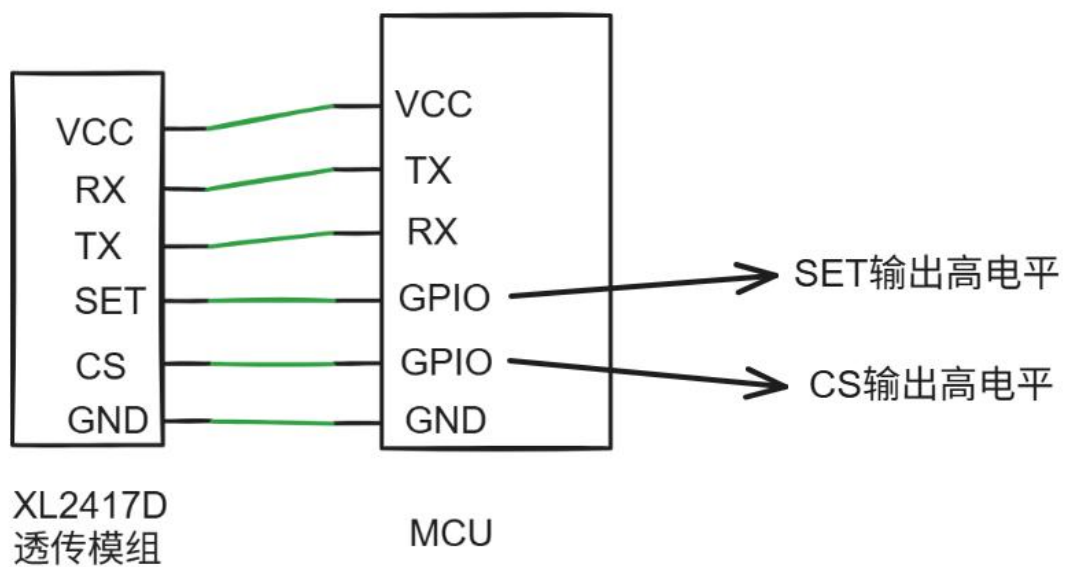 VCC
RX
TX
SET
CS
GND
XL2417D
透传模组
VCC
TX
RX
GPIO
GPIO
GND
MCU
SET输出高电平
CS输出高电平